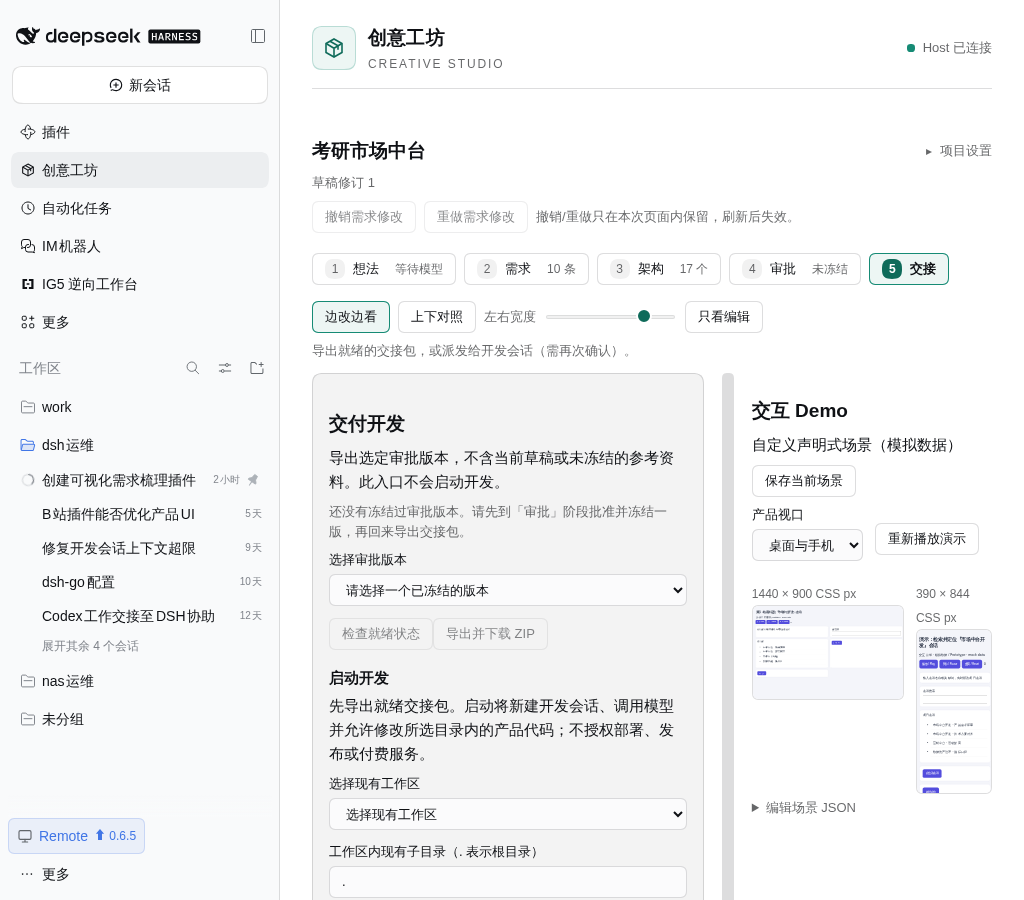 deepseek HARNESS
新会话
插件
创意工坊
自动化任务
IM机器人
IG5 逆向工作台
更多
工作区
work
dsh运维
创建可视化需求梳理插件 2小时
B站插件能否优化产品UI 5天
修复开发会话上下文超限 9天
dsh-go配置 10天
Codex工作交接至DSH协助 12天
展开其余 4 个会话
nas运维
未分组
Remote 0.6.5
更多
创意工坊
CREATIVE STUDIO
Host 已连接
考研市场中台
项目设置
草稿修订 1
撤销需求修改 重做需求修改 撤销/重做只在本次页面内保留，刷新后失效。
1 想法 等待模型 2 需求 10 条 3 架构 17 个 4 审批 未冻结 5 交接
边改边看 上下对照 左右宽度 只看编辑
导出就绪的交接包，或派发给开发会话（需再次确认）。
交付开发
导出选定审批版本，不含当前草稿或未冻结的参考资
料。此入口不会启动开发。
还没有冻结过审批版本。请先到「审批」阶段批准并冻结一
版，再回来导出交接包。
选择审批版本
请选择一个已冻结的版本
检查就绪状态 导出并下载 ZIP
启动开发
先导出就绪交接包。启动将新建开发会话、调用模型
并允许修改所选目录内的产品代码；不授权部署、发
布或付费服务。
选择现有工作区
选择现有工作区
工作区内现有子目录（. 表示根目录）
.
交互 Demo
自定义声明式场景（模拟数据）
保存当前场景
产品视口
桌面与手机 重新播放演示
1440 × 900 CSS px
390 × 844
CSS px
编辑场景 JSON